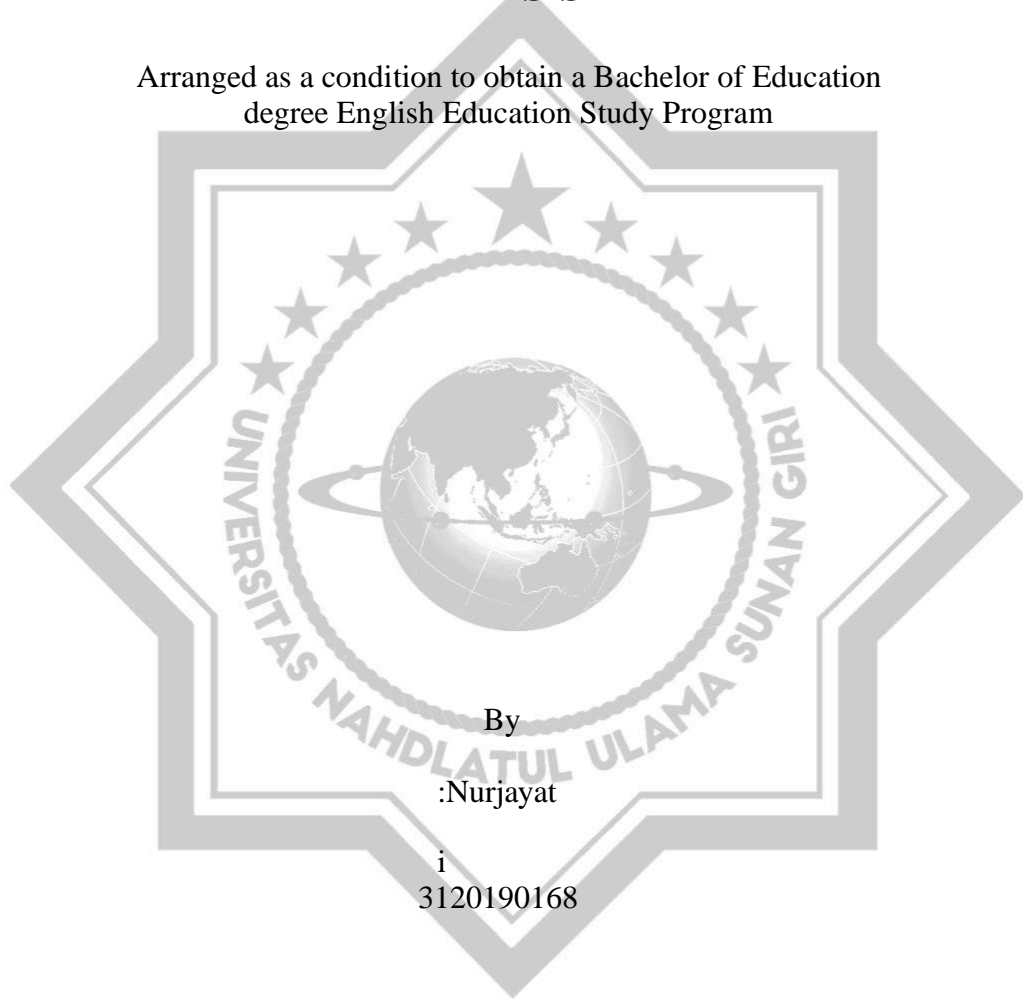 Arranged as a condition to obtain a Bachelor of Education
degree English Education Study Program
UNIVERSITAS NAHDLATUL ULAMA SUNAN GIRI
By
:Nurjayat
i
3120190168